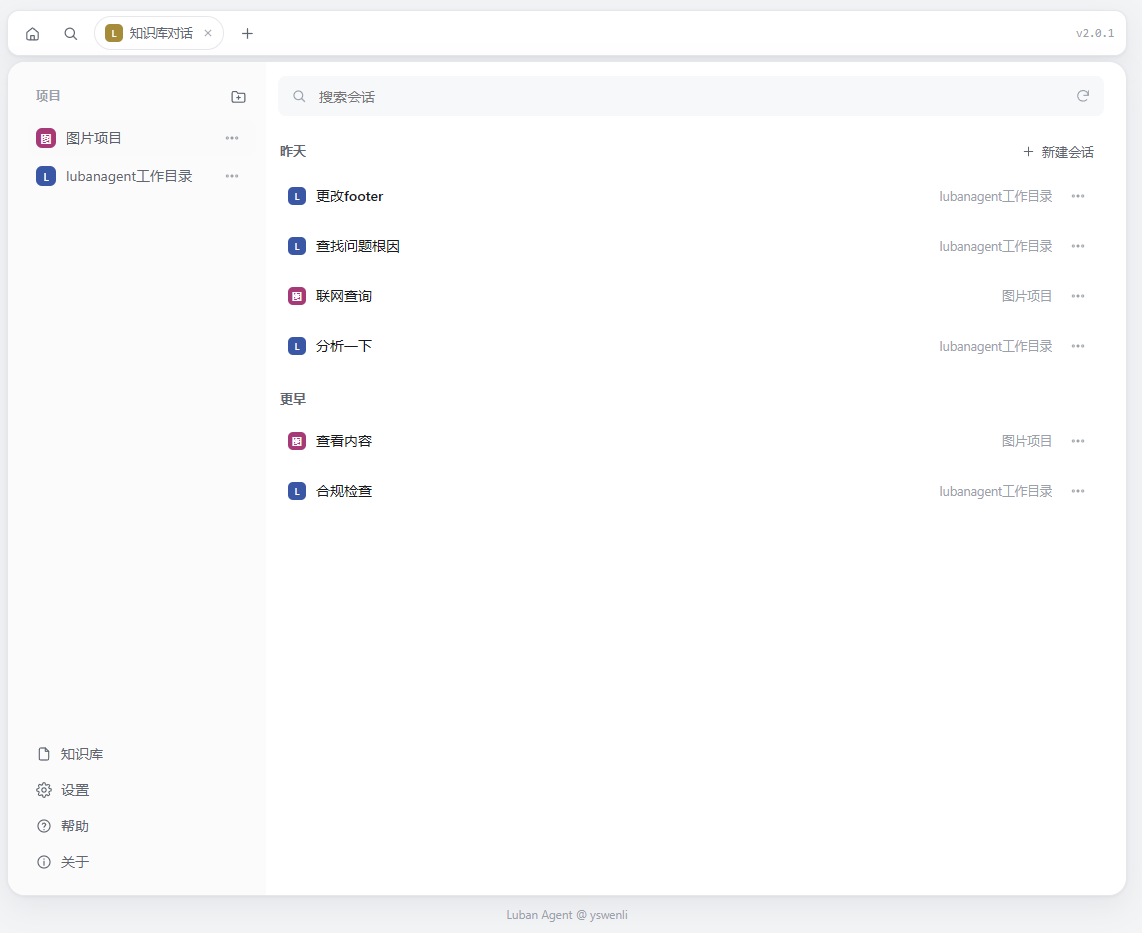 L 知识库对话
v2.0.1
项目
图 图片项目
L lubanagent工作目录
知识库
设置
帮助
关于
搜索会话
昨天
新建会话
L 更改footer lubanagent工作目录
L 查找问题根因 lubanagent工作目录
图 联网查询 图片项目
L 分析一下 lubanagent工作目录
更早
图 查看内容 图片项目
L 合规检查 lubanagent工作目录
Luban Agent @ yswenli